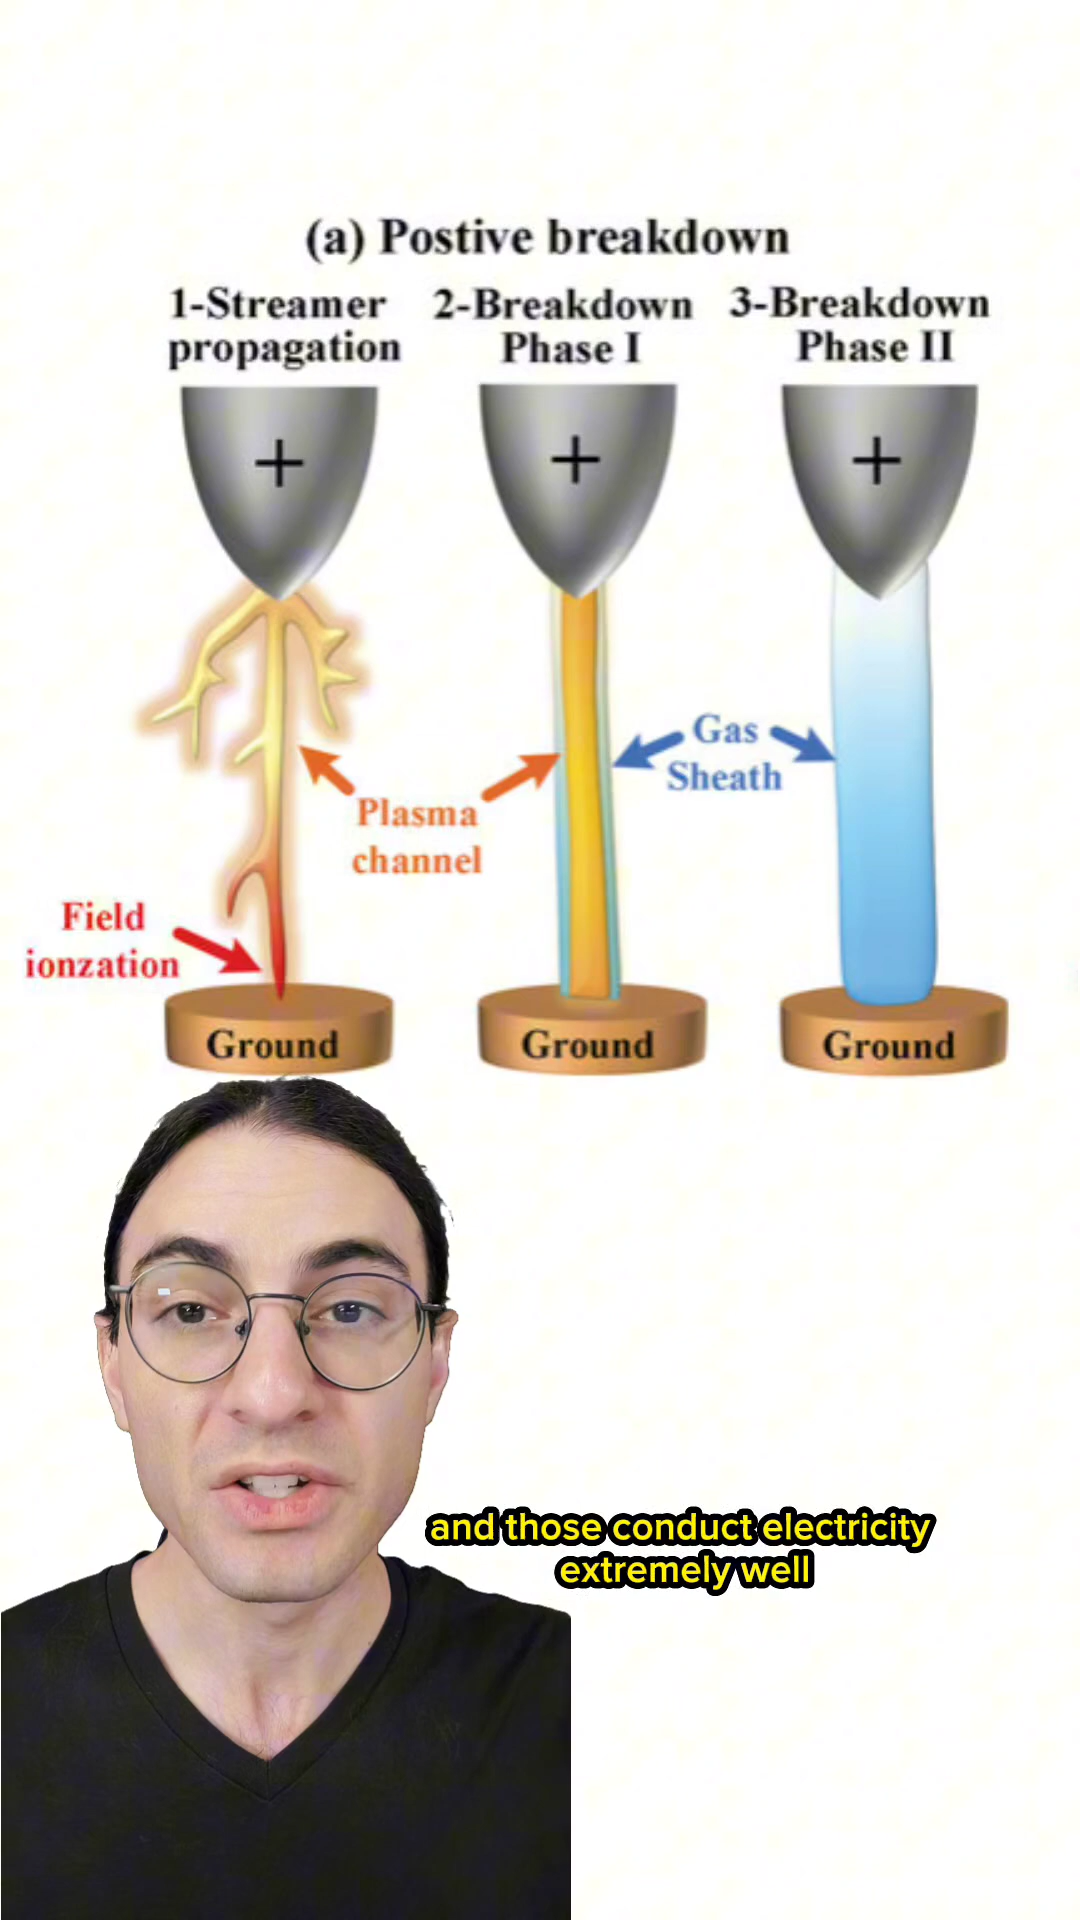 (a) Postive breakdown
1-Streamer
propagation
2-Breakdown
Phase I
3-Breakdown
Phase II
+
+
+
Gas
Sheath
Plasma
channel
Field
ionzation
Ground
Ground
Ground
and those conduct electricity
extremely well